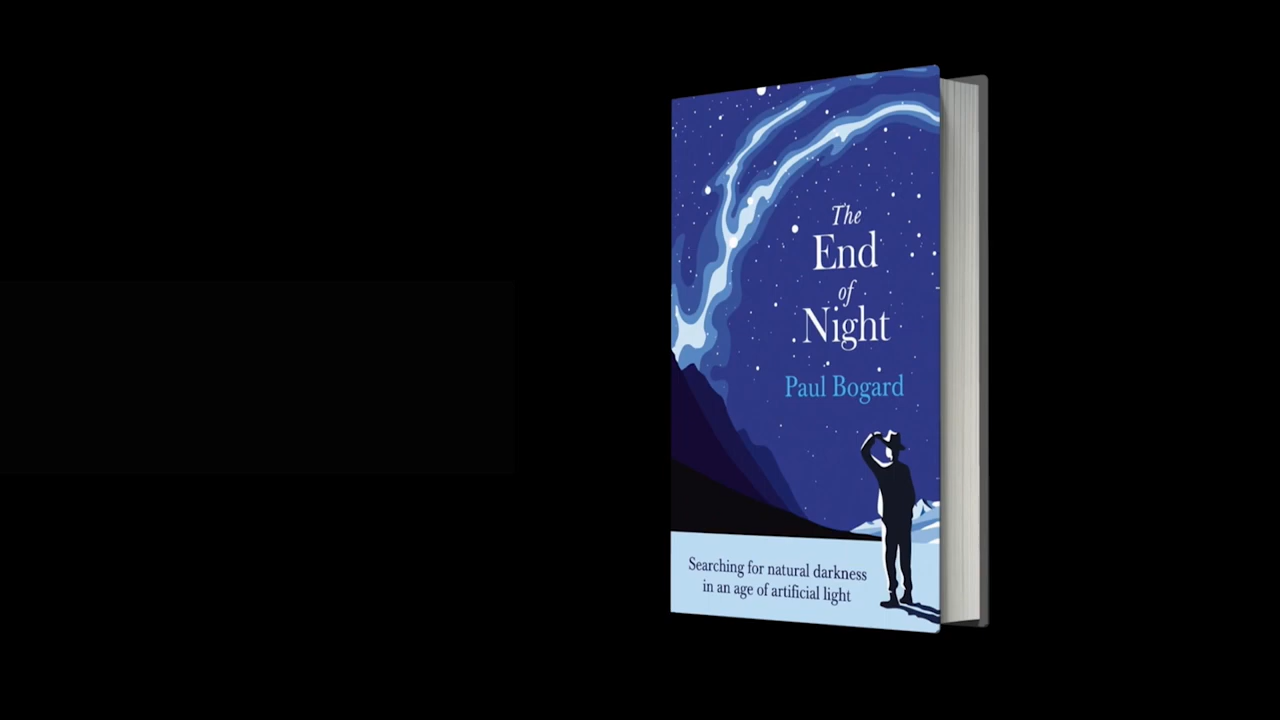 The
End
of
Night
Paul Bogard
Searching for natural darkness
in an age of artificial light